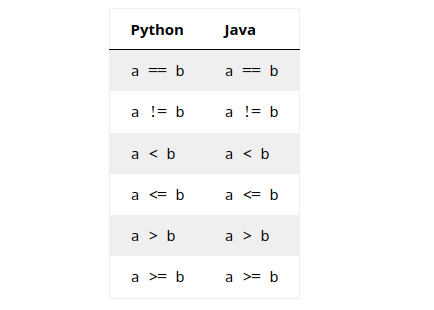 Python Java
a == b a == b
a != b a != b
a < b a < b
a <= b a <= b
a > b a > b
a >= b a >= b